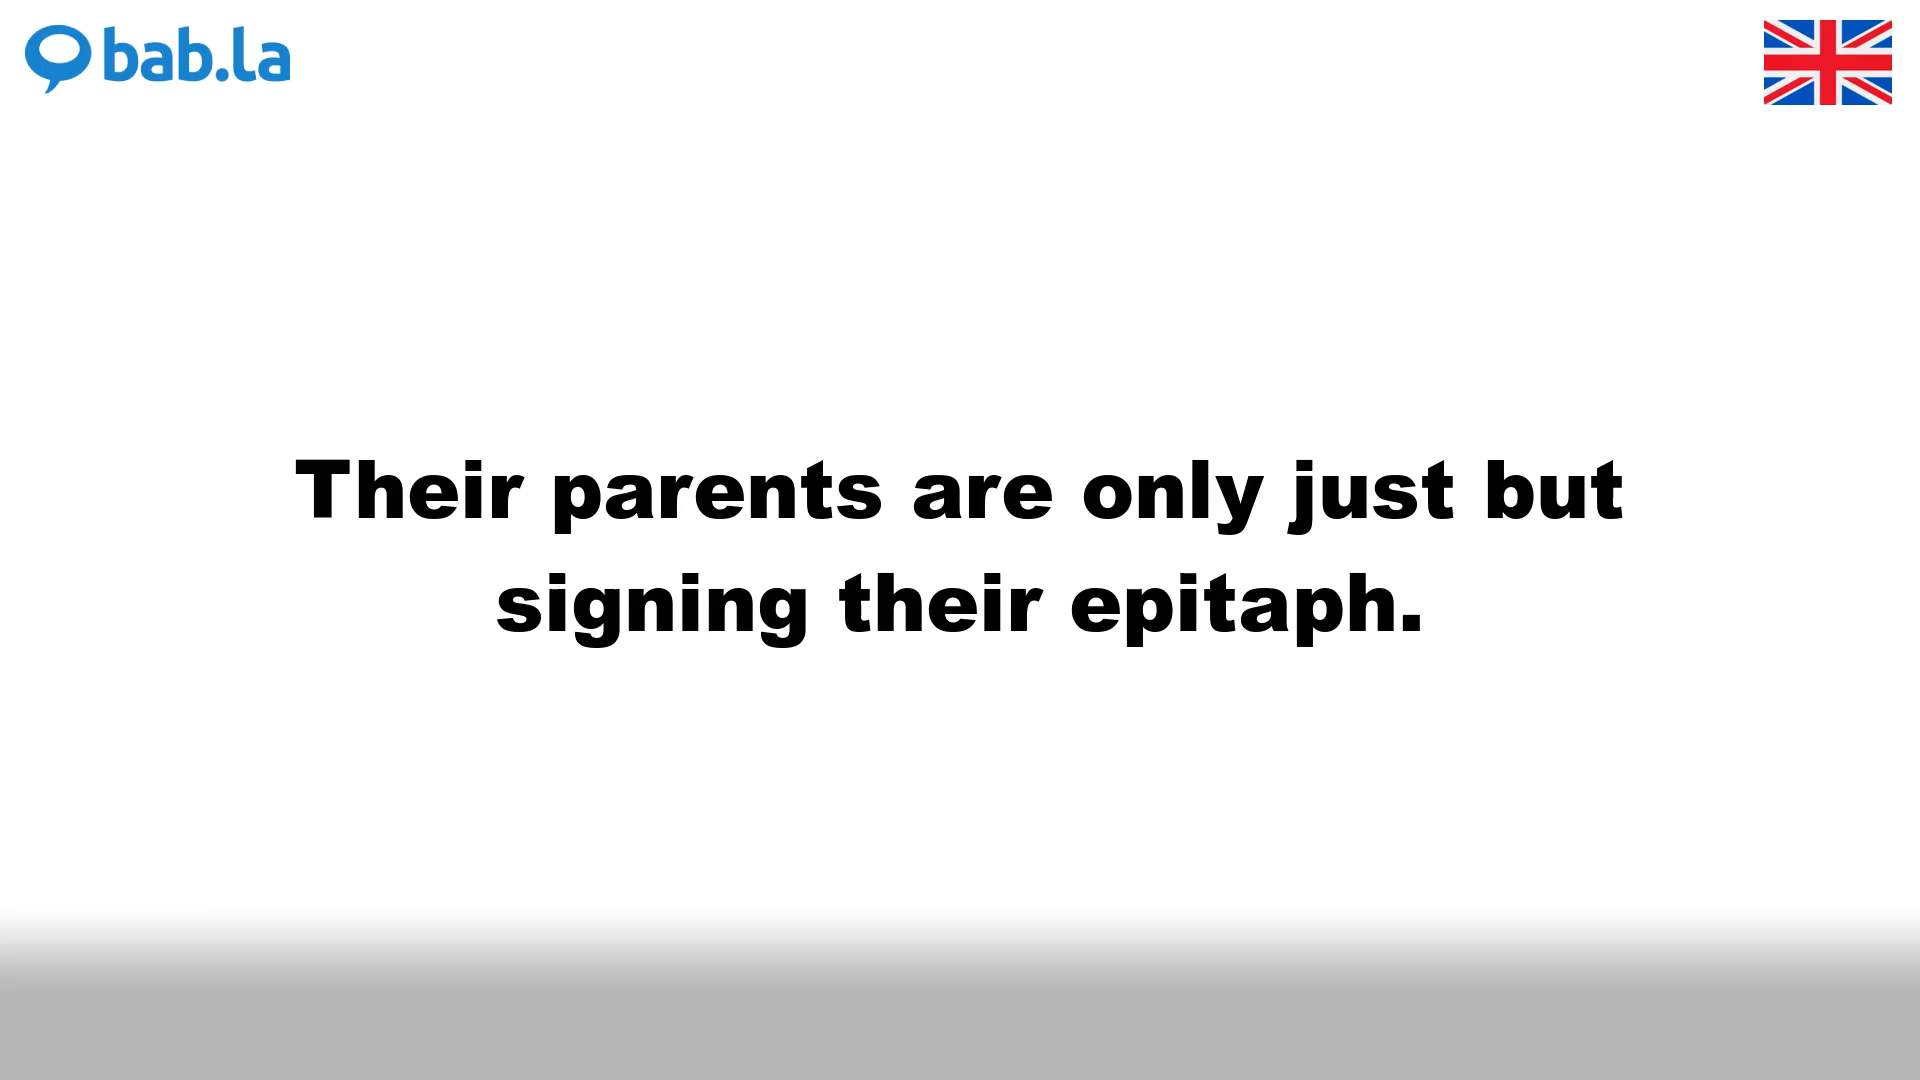 bab.la
Their parents are only just but
signing their epitaph.